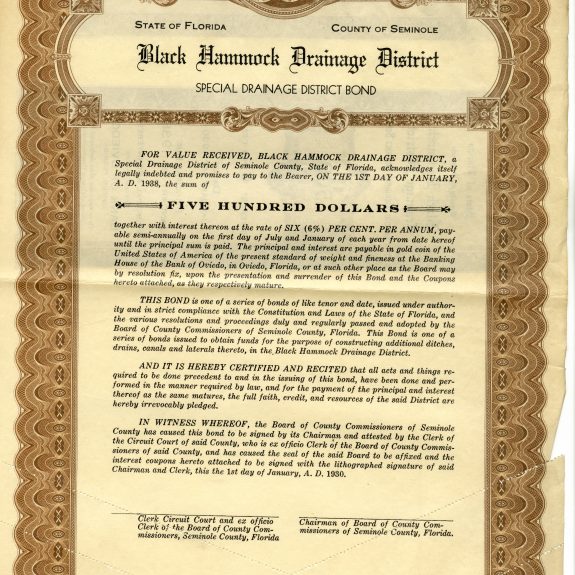 STATE OF FLORIDA COUNTY OF SEMINOLE
Black Hammock Drainage District
SPECIAL DRAINAGE DISTRICT BOND
FOR VALUE RECEIVED, BLACK HAMMOCK DRAINAGE DISTRICT, a
Special Drainage District of Seminole County, State of Florida, acknowledges itself
legally indebted and promises to pay to the Bearer, ON THE 1ST DAY OF JANUARY,
A. D. 1938, the sum of
FIVE HUNDRED DOLLARS
together with interest thereon at the rate of SIX (6%) PER CENT. PER ANNUM, pay-
able semi-annually on the first day of July and January of each year from date hereof
until the principal sum is paid. The principal and interest are payable in gold coin of the
United States of America of the present standard of weight and fineness at the Banking
House of the Bank of Oviedo, in Oviedo, Florida, or at such other place as the Board may
by resolution fix, upon the presentation and surrender of this Bond and the Coupons
hereto attached, as they respectively mature.
THIS BOND is one of a series of bonds of like tenor and date, issued under author-
ity and in strict compliance with the Constitution and Laws of the State of Florida, and
the various resolutions and proceedings duly and regularly passed and adopted by the
Board of County Commissioners of Seminole County, Florida. This Bond is one of a
series of bonds issued to obtain funds for the purpose of constructing additional ditches,
drains, canals and laterals thereto, in the Black Hammock Drainage District.
AND IT IS HEREBY CERTIFIED AND RECITED that all acts and things re-
quired to be done precedent to and in the issuing of this bond, have been done and per-
formed in the manner required by law, and for the payment of the principal and interest
thereof as the same matures, the full faith, credit, and resources of the said District are
hereby irrevocably pledged.
IN WITNESS WHEREOF, the Board of County Commissioners of Seminole
County has caused this bond to be signed by its Chairman and attested by the Clerk of
the Circuit Court of said County, who is ex officio Clerk of the Board of County Commis-
sioners of said County, and has caused the seal of the said Board to be affixed and the
interest coupons hereto attached to be signed with the lithographed signature of said
Chairman and Clerk, this the 1st day of January, A. D. 1930.
Clerk Circuit Court and ex officio
Clerk of the Board of County Com-
missioners, Seminole County, Florida
Chairman of Board of County Com-
missioners of Seminole County, Florida.